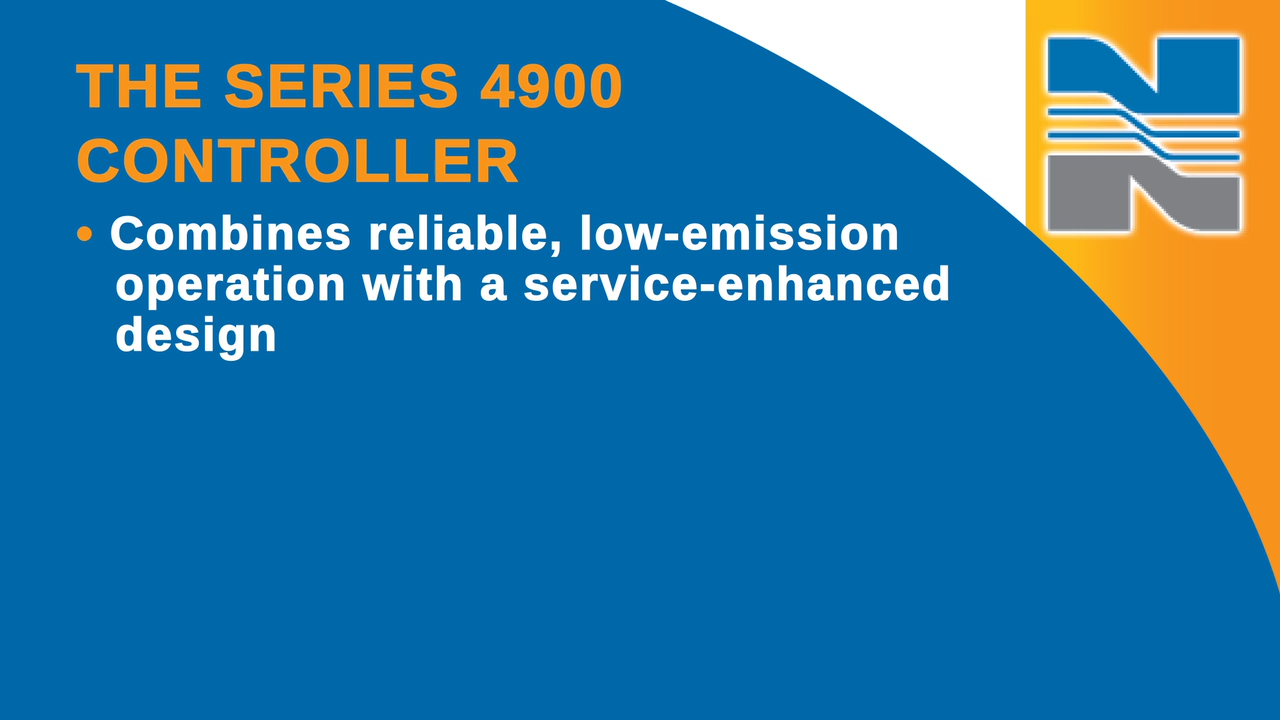 THE SERIES 4900
CONTROLLER
• Combines reliable, low-emission
operation with a service-enhanced
design